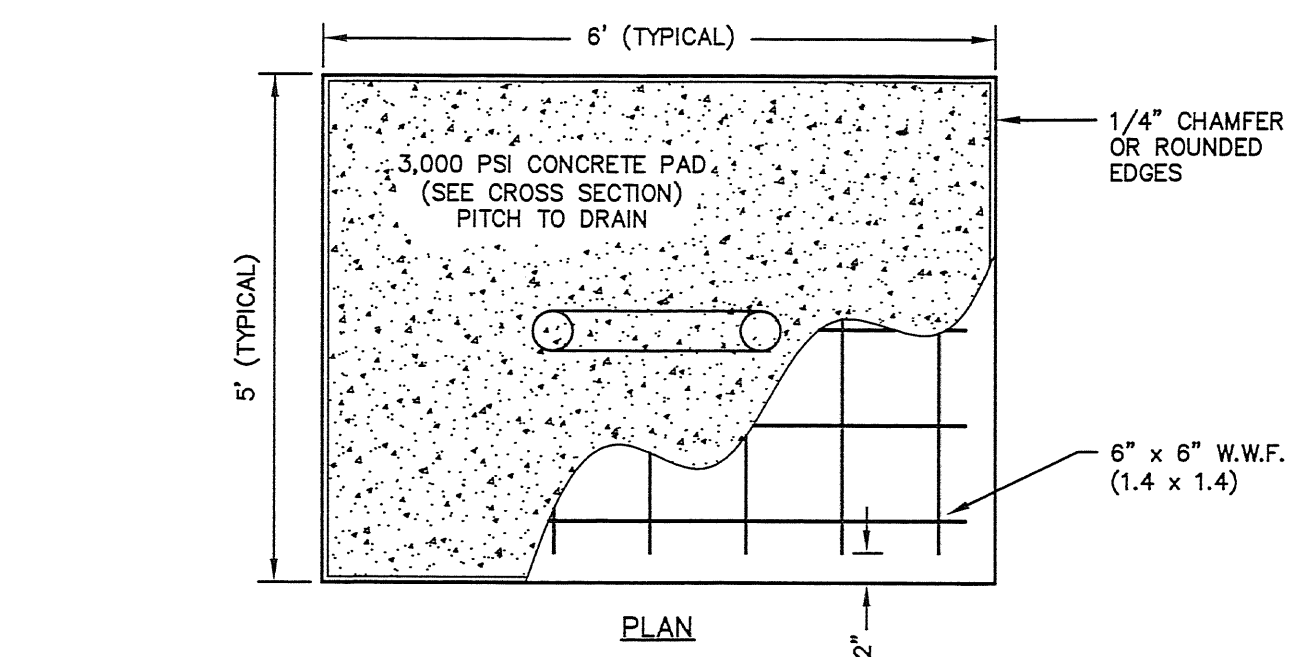 6' (TYPICAL)
1/4" CHAMFER
OR ROUNDED
EDGES
3,000 PSI CONCRETE PAD
(SEE CROSS SECTION)
PITCH TO DRAIN
5' (TYPICAL)
6" x 6" W.W.F.
(1.4 x 1.4)
PLAN
2"